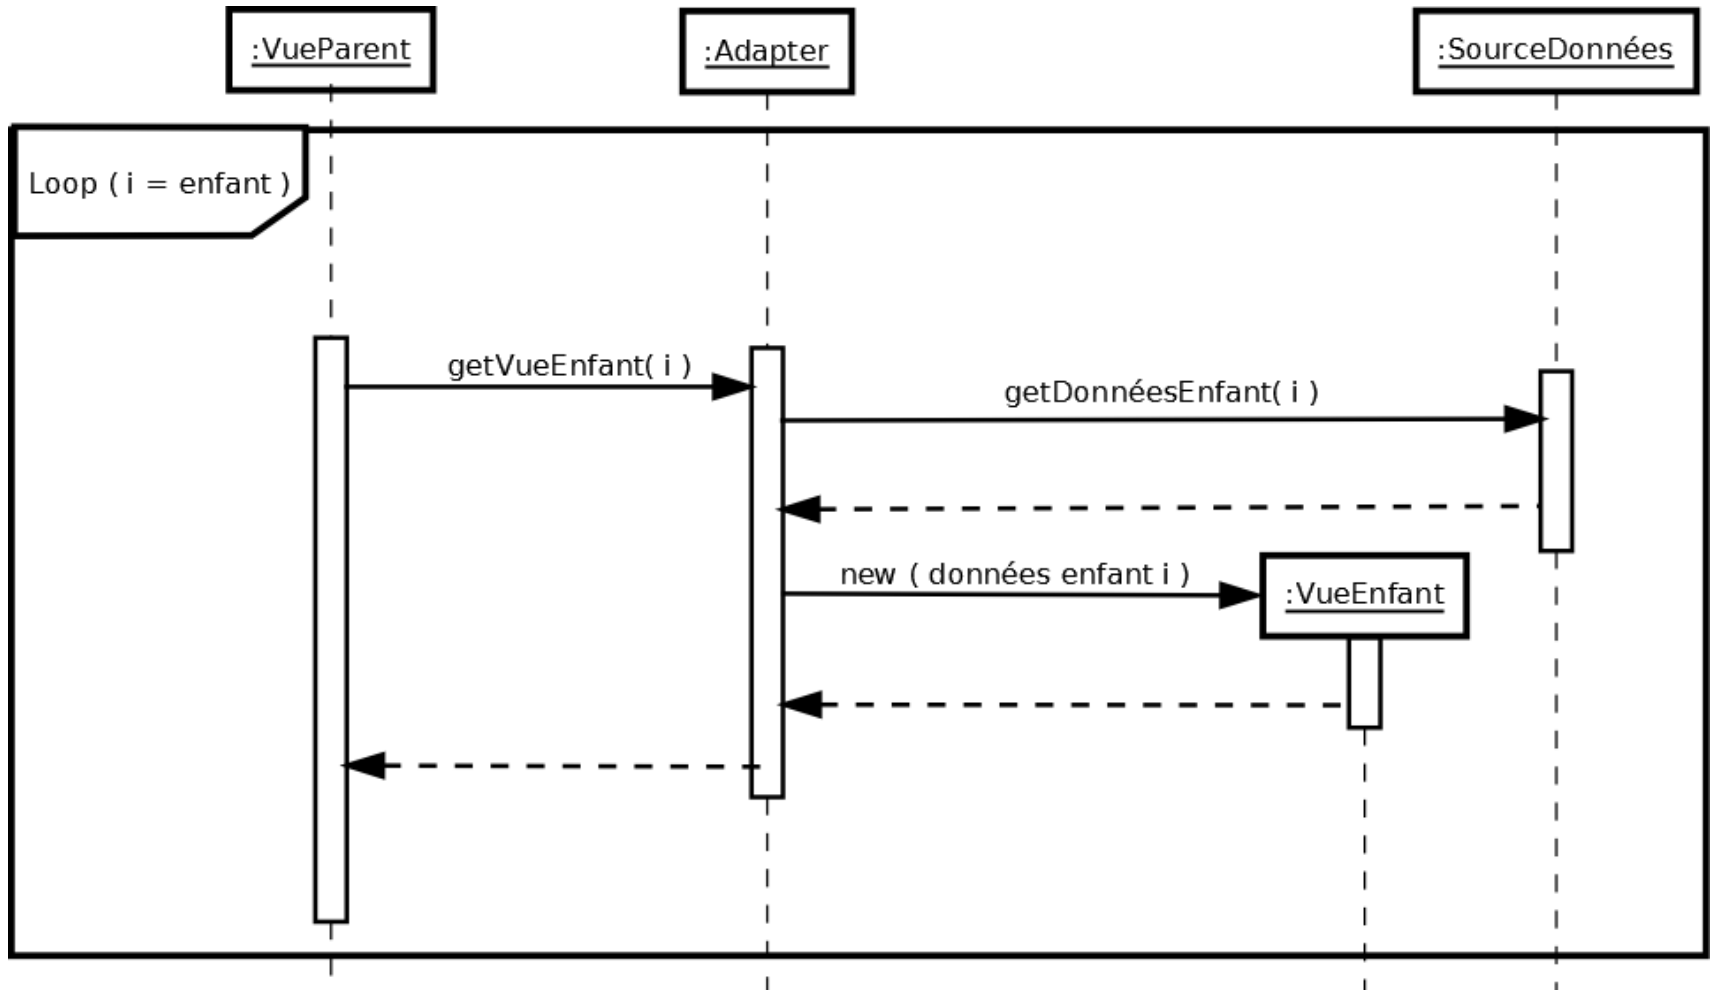 :VueParent
:Adapter
:SourceDonnées
Loop ( i = enfant )
getVueEnfant( i )
getDonnéesEnfant( i )
new ( données enfant i )
:VueEnfant